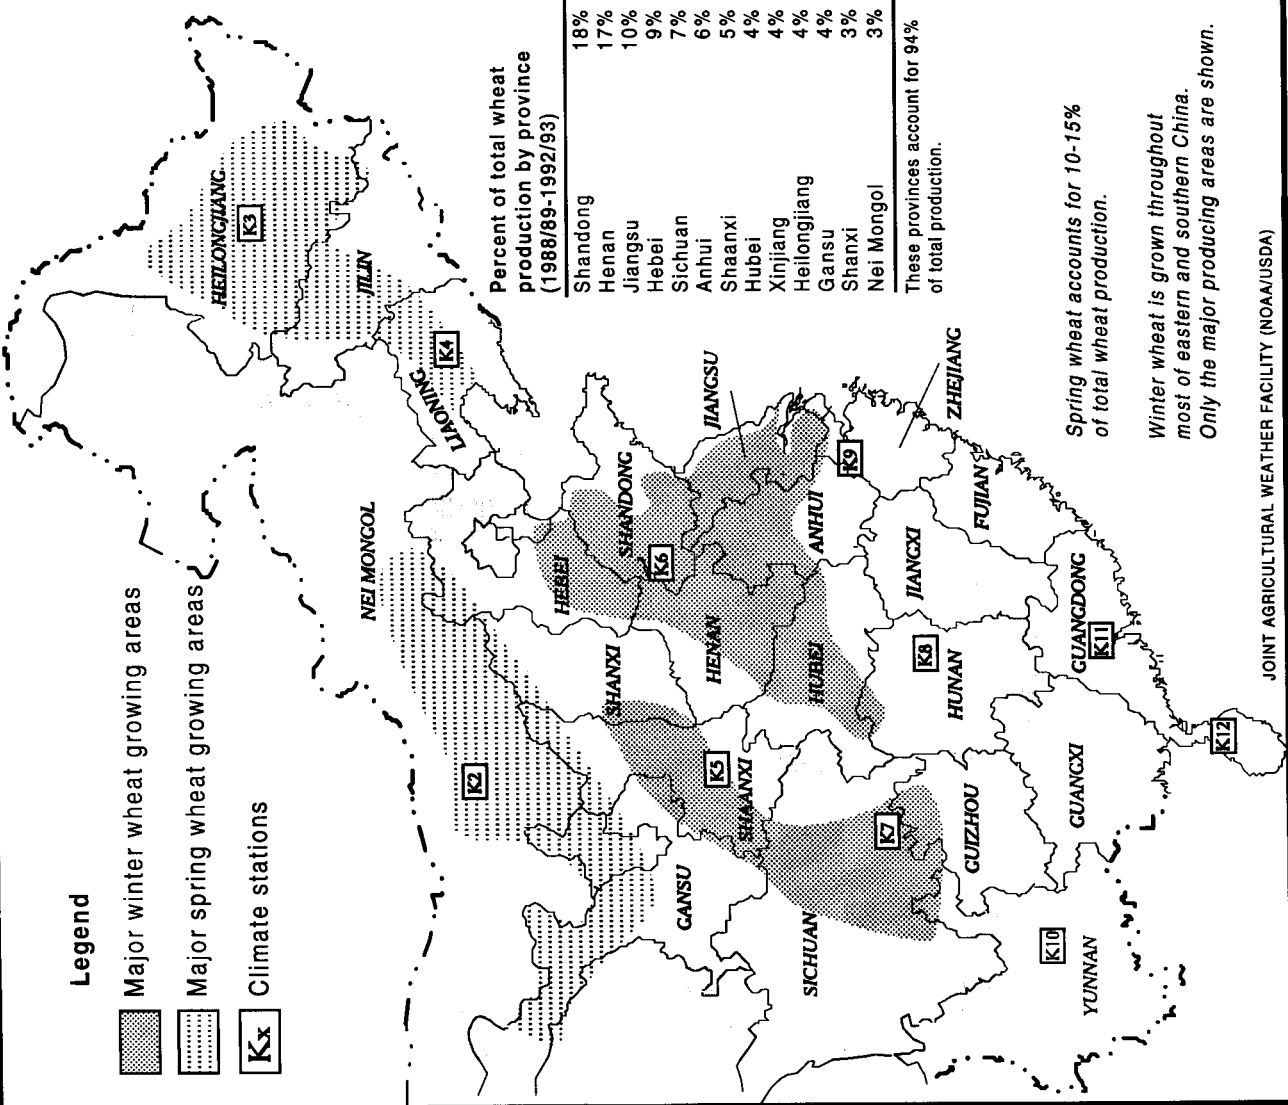 Legend
Major winter wheat growing areas
Major spring wheat growing areas
Kx Climate stations
HEILONGJIANG
K3
JILIN
K4
LIAONING
NEI MONGOL
K2
HEBEI
SHANDONG
K6
SHANXI
JIANGSU
HENAN
K5
SHAANXI
GANSU
ANHUI
K9
HUBEI
ZHEJIANG
SICHUAN
K7
JIANGXI
K8
HUNAN
FUJIAN
GUIZHOU
GUANGDONG
K11
GUANGXI
K10
YUNNAN
K12
Percent of total wheat
production by province
(1988/89-1992/93)
Shandong 18%
Henan 17%
Jiangsu 10%
Hebei 9%
Sichuan 7%
Anhui 6%
Shaanxi 5%
Hubei 4%
Xinjiang 4%
Heilongjiang 4%
Gansu 4%
Shanxi 3%
Nei Mongol 3%
These provinces account for 94%
of total production.
Spring wheat accounts for 10-15%
of total wheat production.
Winter wheat is grown throughout
most of eastern and southern China.
Only the major producing areas are shown.
JOINT AGRICULTURAL WEATHER FACILITY (NOAA/USDA)